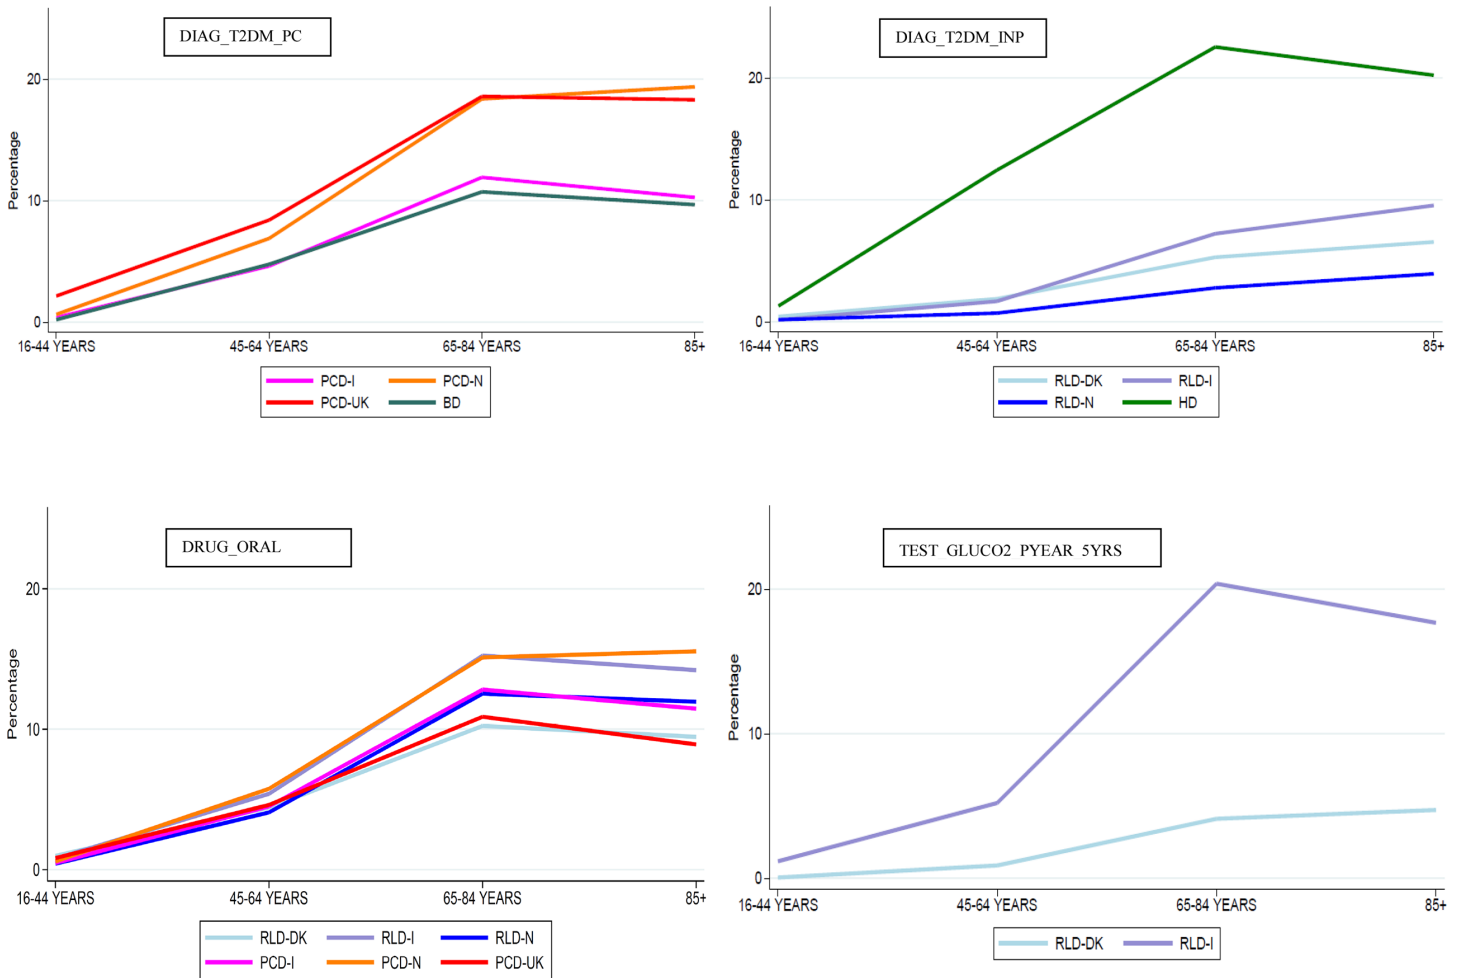 DIAG_T2DM_PC
20
10
0
Percentage
16-44 YEARS 45-64 YEARS 65-84 YEARS 85+
PCD-I PCD-N
PCD-UK BD
DIAG_T2DM_INP
20
10
0
Percentage
16-44 YEARS 45-64 YEARS 65-84 YEARS 85+
RLD-DK RLD-I
RLD-N HD
DRUG_ORAL
20
10
0
Percentage
16-44 YEARS 45-64 YEARS 65-84 YEARS 85+
RLD-DK RLD-I RLD-N
PCD-I PCD-N PCD-UK
TEST_GLUCO2_PYEAR_5YRS
20
10
0
Percentage
16-44 YEARS 45-64 YEARS 65-84 YEARS 85+
RLD-DK RLD-I